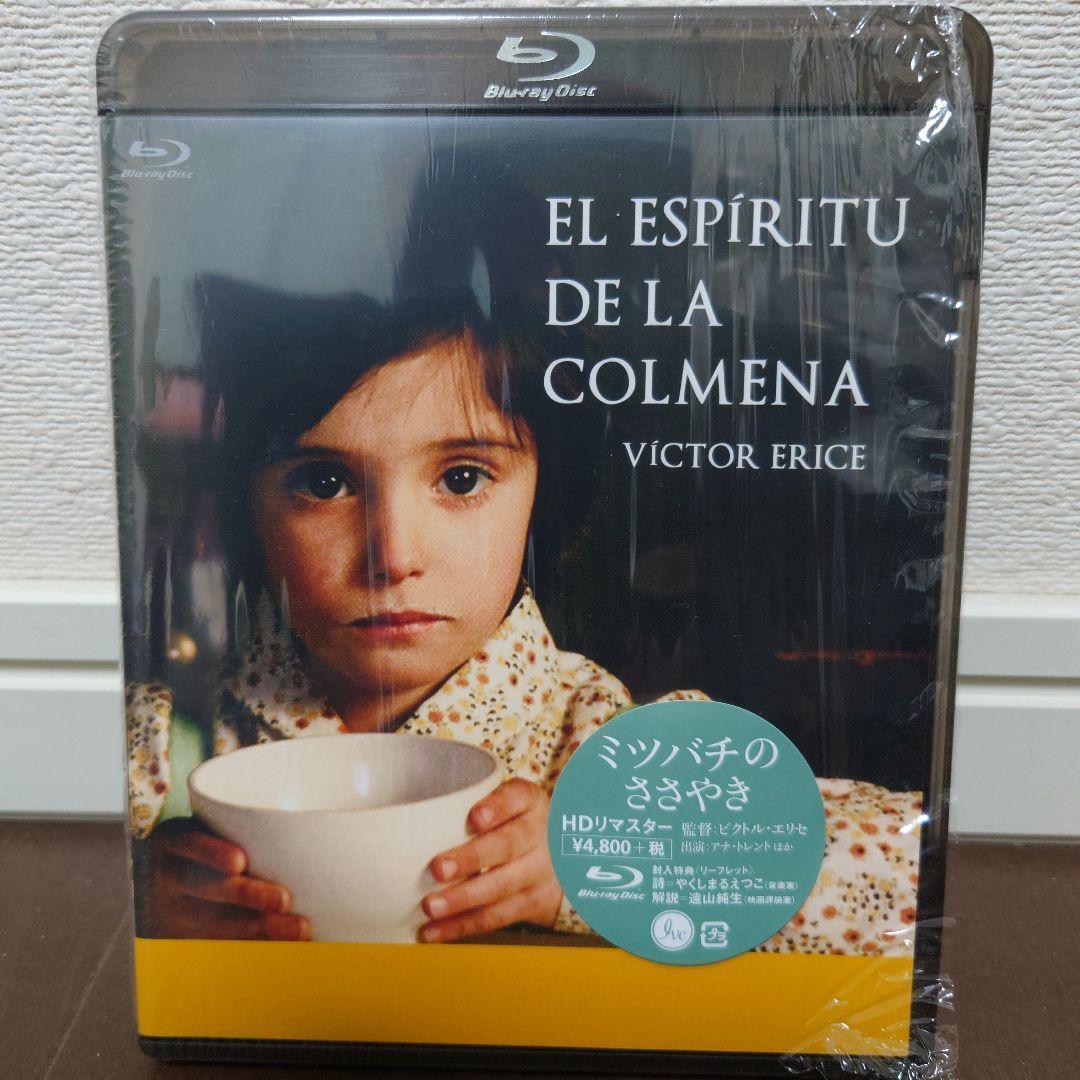 Blu-ray Disc
Blu-ray Disc
EL ESPÍRITU
DE LA
COLMENA
VÍCTOR ERICE
ミツバチの
ささやき
HDリマスター 監督:ビクトル・エリセ
¥4,800+税 出演:アナ・トレントほか
封入特典〈リーフレット〉
Blu-ray Disc 詩=やくしまるえつこ(音楽家)
解説=遠山純生(映画評論家)
ivc プラ